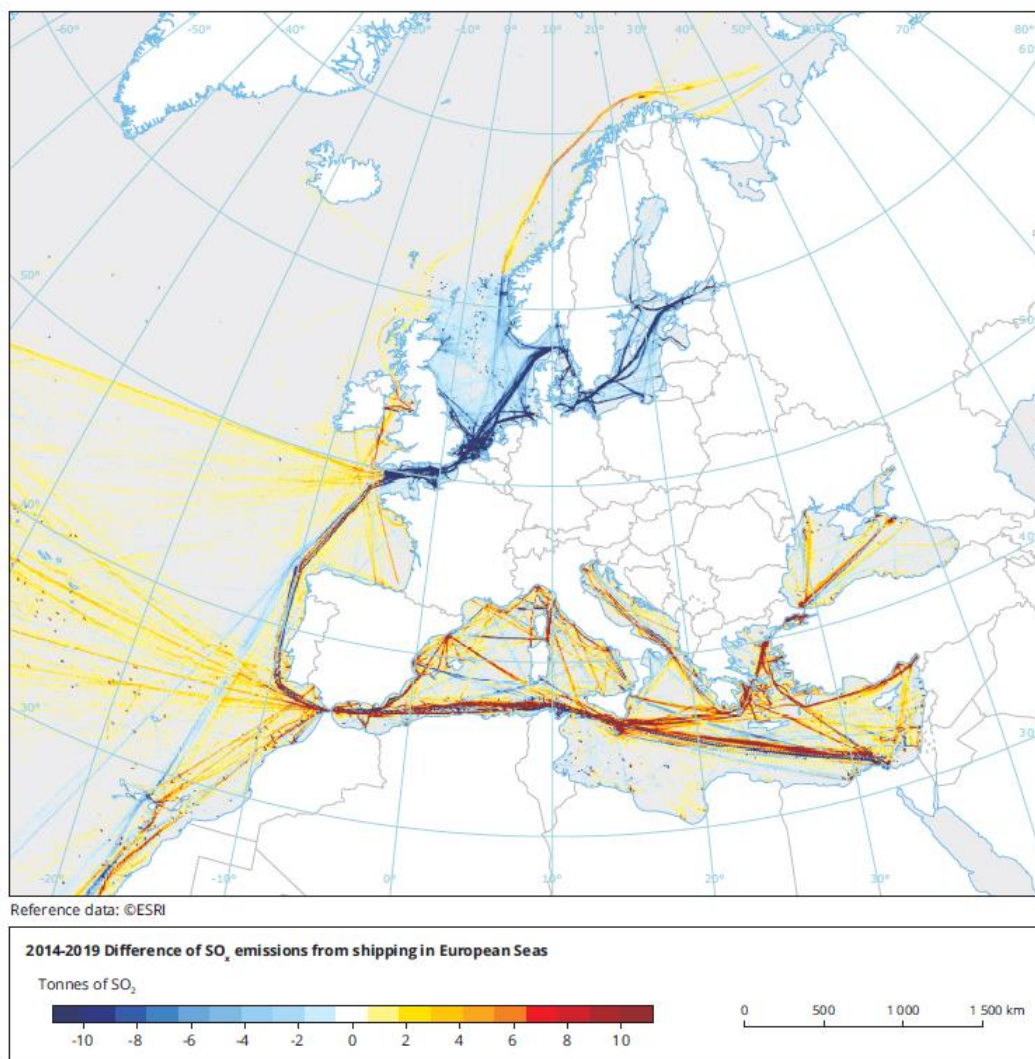 -60° -50° -40° -30° -20° -10° 0° 10° 20° 30° 40° 50° 60° 70° 80° 90°
60
50°
50°
40°
40°
30°
30°
-20° -10° 0° 10° 20° 30°
Reference data: ©ESRI
2014-2019 Difference of SOx emissions from shipping in European Seas
Tonnes of SO2
-10 -8 -6 -4 -2 0 2 4 6 8 10
0 500 1 000 1 500 km